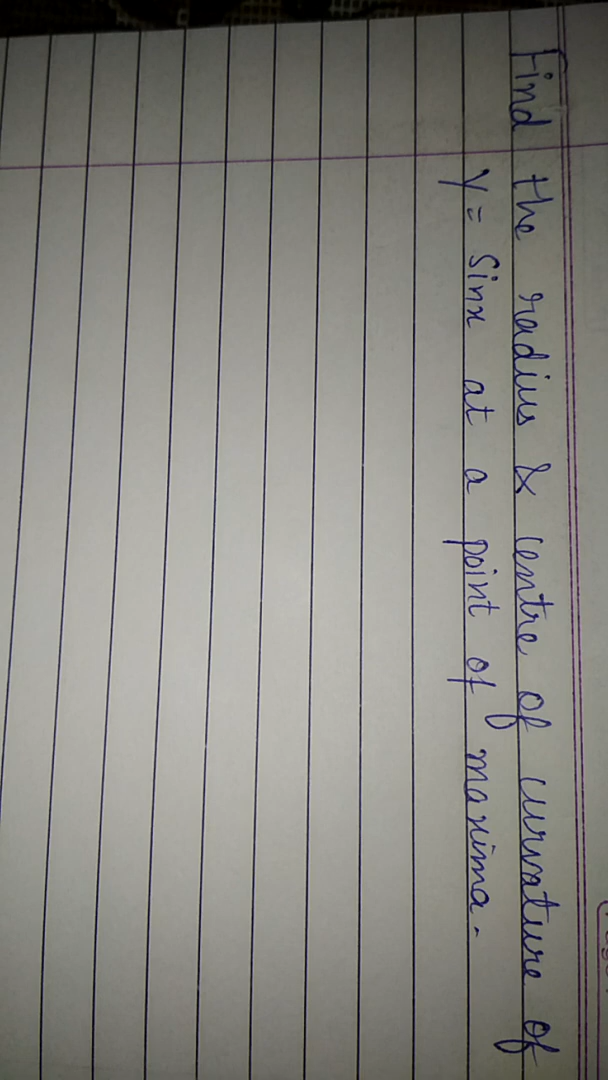 Find the radius & centre of curvature of
y = Sinx at a point of maxima.